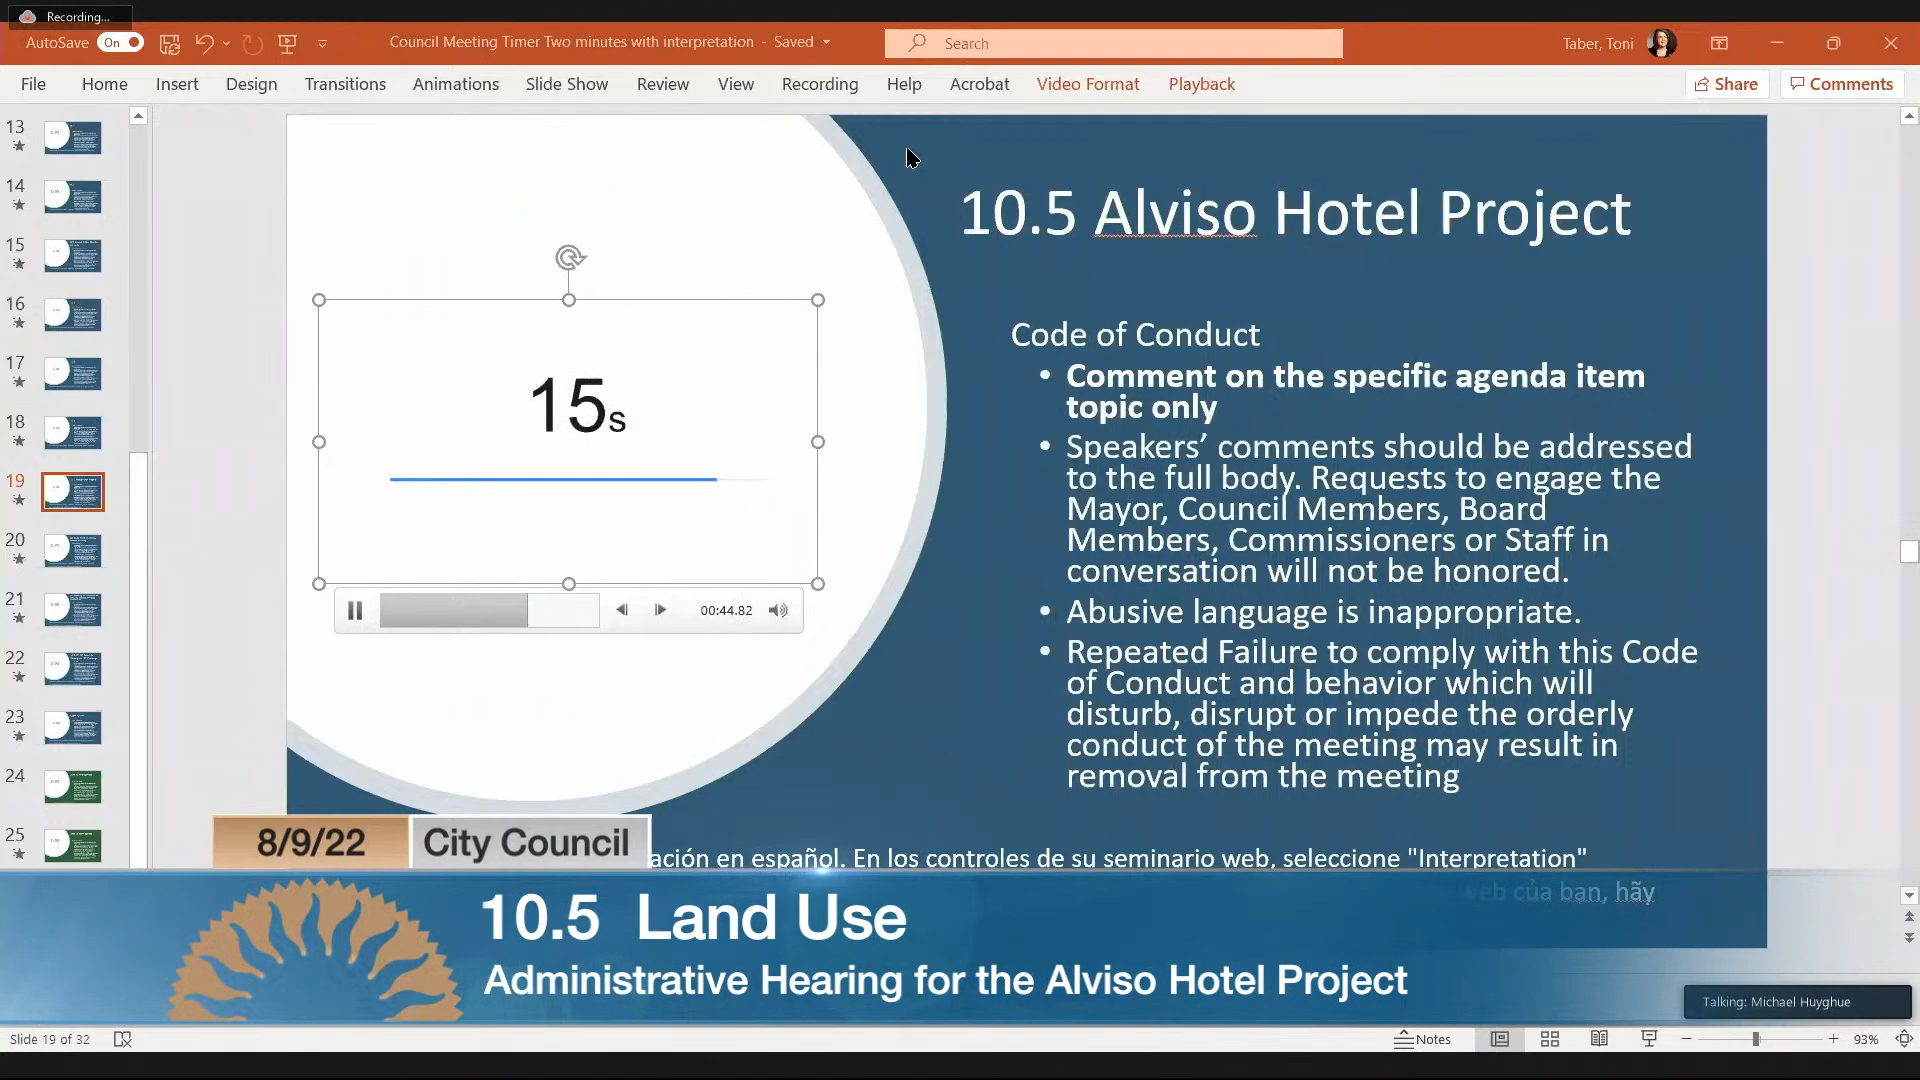 Recording...
AutoSave On Council Meeting Timer Two minutes with interpretation - Saved Search Taber, Toni
File Home Insert Design Transitions Animations Slide Show Review View Recording Help Acrobat Video Format Playback Share Comments
13
14
15
16
17
18
19
20
21
22
23
24
25
10.5 Alviso Hotel Project
15s
00:44.82
Code of Conduct
• Comment on the specific agenda item
topic only
• Speakers’ comments should be addressed
to the full body. Requests to engage the
Mayor, Council Members, Board
Members, Commissioners or Staff in
conversation will not be honored.
• Abusive language is inappropriate.
• Repeated Failure to comply with this Code
of Conduct and behavior which will
disturb, disrupt or impede the orderly
conduct of the meeting may result in
removal from the meeting
8/9/22 City Council
ación en español. En los controles de su seminario web, seleccione "Interpretation"
web của bạn, hãy
10.5 Land Use
Administrative Hearing for the Alviso Hotel Project
Talking: Michael Huyghue
Slide 19 of 32 Notes 93%